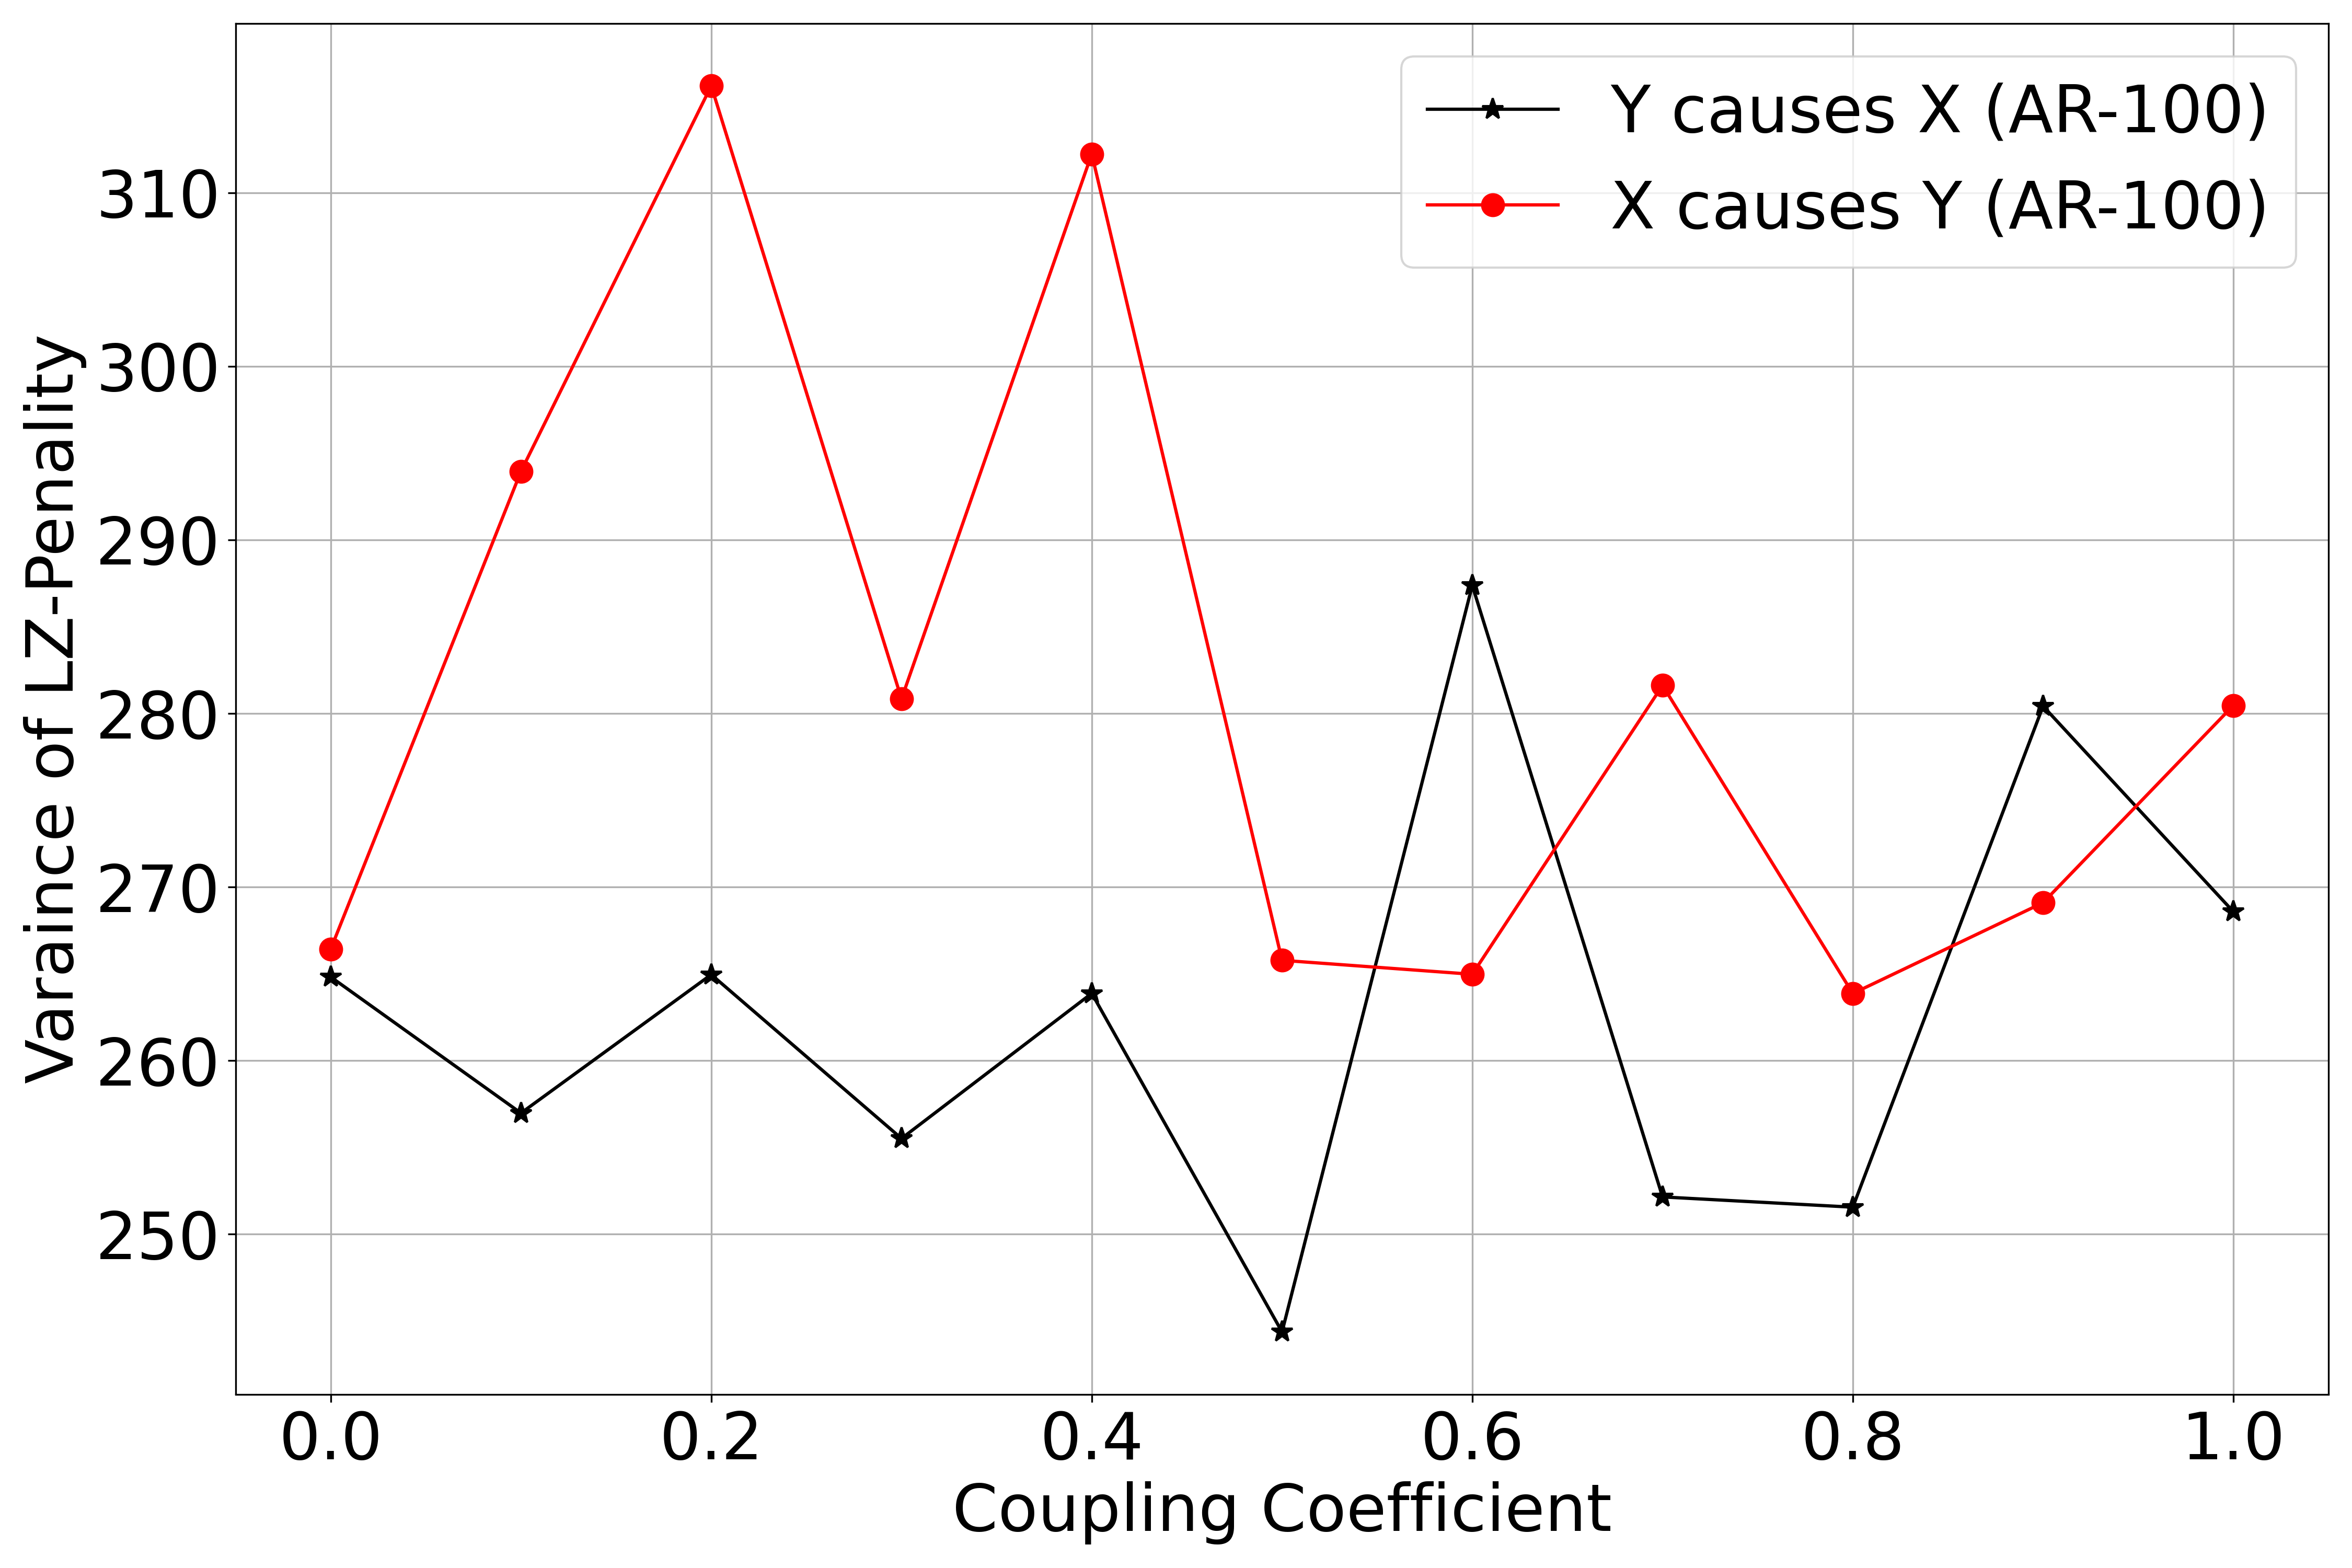 Y causes X (AR-100)
X causes Y (AR-100)
Varaince of LZ-Penality
310
300
290
280
270
260
250
0.0 0.2 0.4 0.6 0.8 1.0
Coupling Coefficient